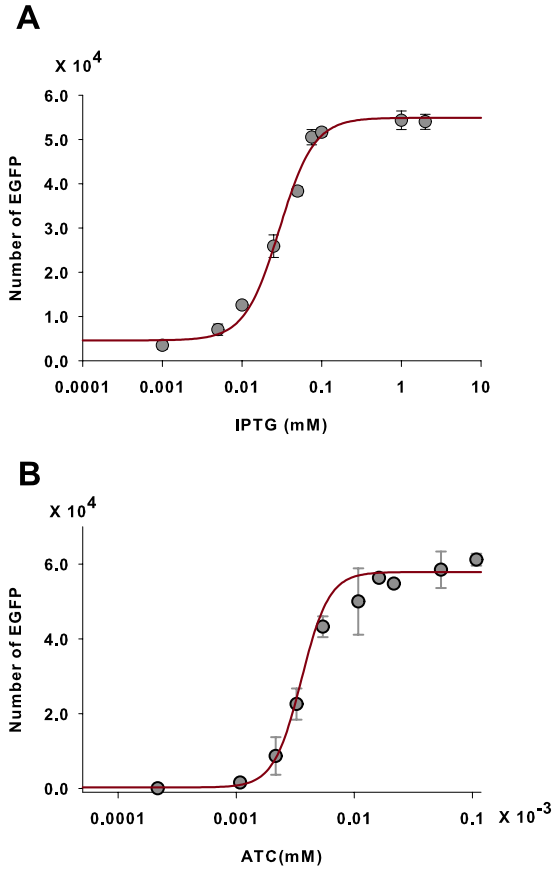 A
X 10^4
6.0
5.0
4.0
3.0
2.0
1.0
0.0
Number of EGFP
0.0001 0.001 0.01 0.1 1 10
IPTG (mM)
B
X 10^4
6.0
4.0
2.0
0.0
Number of EGFP
0.0001 0.001 0.01 0.1 X 10^-3
ATC(mM)